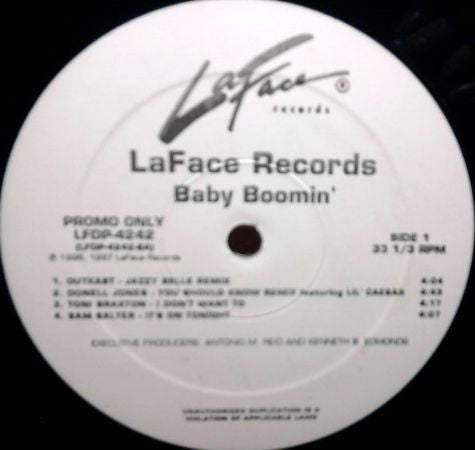 LaFace
records ®
LaFace Records
Baby Boomin'
PROMO ONLY
LFDP-4242
(LFDP-4242-SA)
℗ 1996, 1997 LaFace Records
SIDE 1
33 1/3 RPM
1. OUTKAST - JAZZY BELLE REMIX 4:04
2. DONELL JONES - YOU SHOULD KNOW REMIX featuring LIL' CAESAR 4:43
3. TONI BRAXTON - I DON'T WANT TO 4:17
4. SAM SALTER - IT'S ON TONIGHT 4:07
EXECUTIVE PRODUCERS: ANTONIO M. REID AND KENNETH B. EDMONDS
UNAUTHORIZED DUPLICATION IS A
VIOLATION OF APPLICABLE LAWS